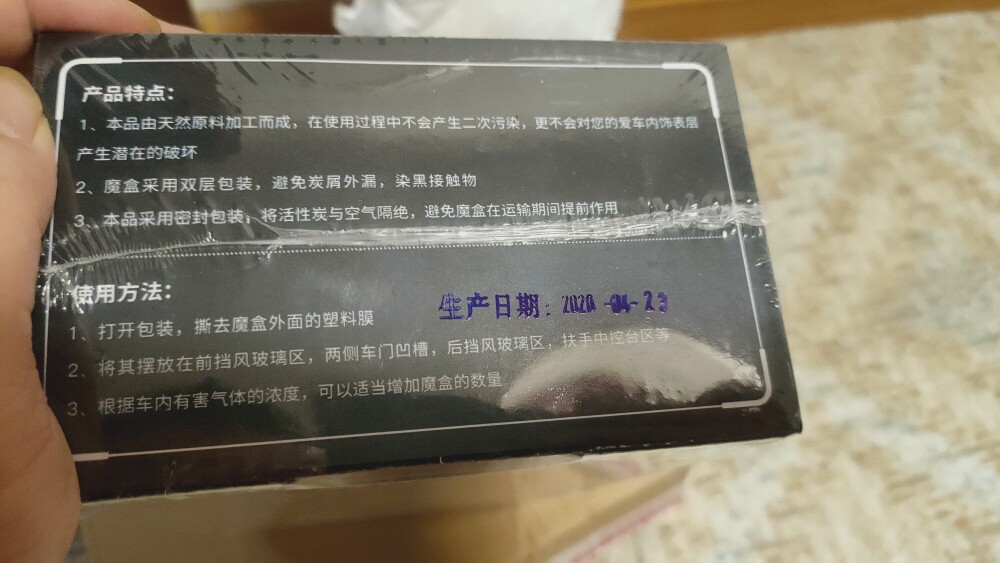 产品特点：
1、本品由天然原料加工而成，在使用过程中不会产生二次污染，更不会对您的爱车内饰表层
产生潜在的破坏
2、魔盒采用双层包装，避免炭屑外漏，染黑接触物
3、本品采用密封包装，将活性炭与空气隔绝，避免魔盒在运输期间提前作用
使用方法：
生产日期：2020-04-23
1、打开包装，撕去魔盒外面的塑料膜
2、将其摆放在前挡风玻璃区，两侧车门凹槽，后挡风玻璃区，扶手中控台区等
3、根据车内有害气体的浓度，可以适当增加魔盒的数量